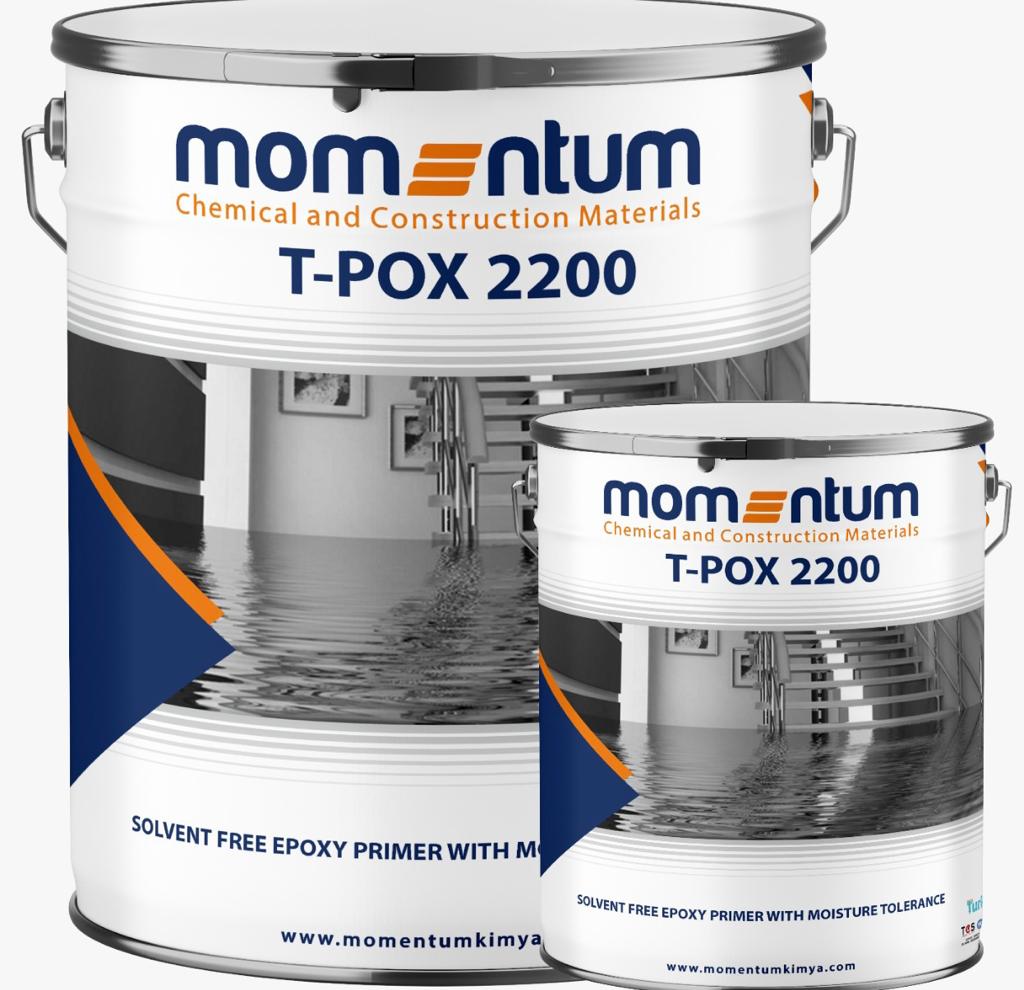 momentum
Chemical and Construction Materials
T-POX 2200
SOLVENT FREE EPOXY PRIMER WITH
www.momentumkimya
momentum
Chemical and Construction Materials
T-POX 2200
SOLVENT FREE EPOXY PRIMER WITH MOISTURE TOLERANCE
www.momentumkimya.com